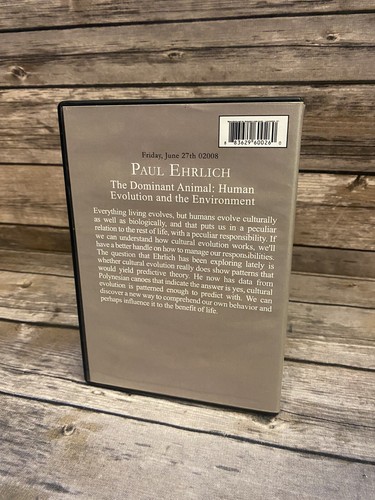 8 83629 60026 0
Friday, June 27th 02008
PAUL EHRLICH
The Dominant Animal: Human
Evolution and the Environment
Everything living evolves, but humans evolve culturally
as well as biologically, and that puts us in a peculiar
relation to the rest of life, with a peculiar responsibility. If
we can understand how cultural evolution works, we'll
have a better handle on how to manage our responsibilities.
The question that Ehrlich has been exploring lately is
whether cultural evolution really does show patterns that
would yield predictive theory. He now has data from
Polynesian canoes that indicate the answer is yes, cultural
evolution is patterned enough to predict with. We can
discover a new way to comprehend our own behavior and
perhaps influence it to the benefit of life.